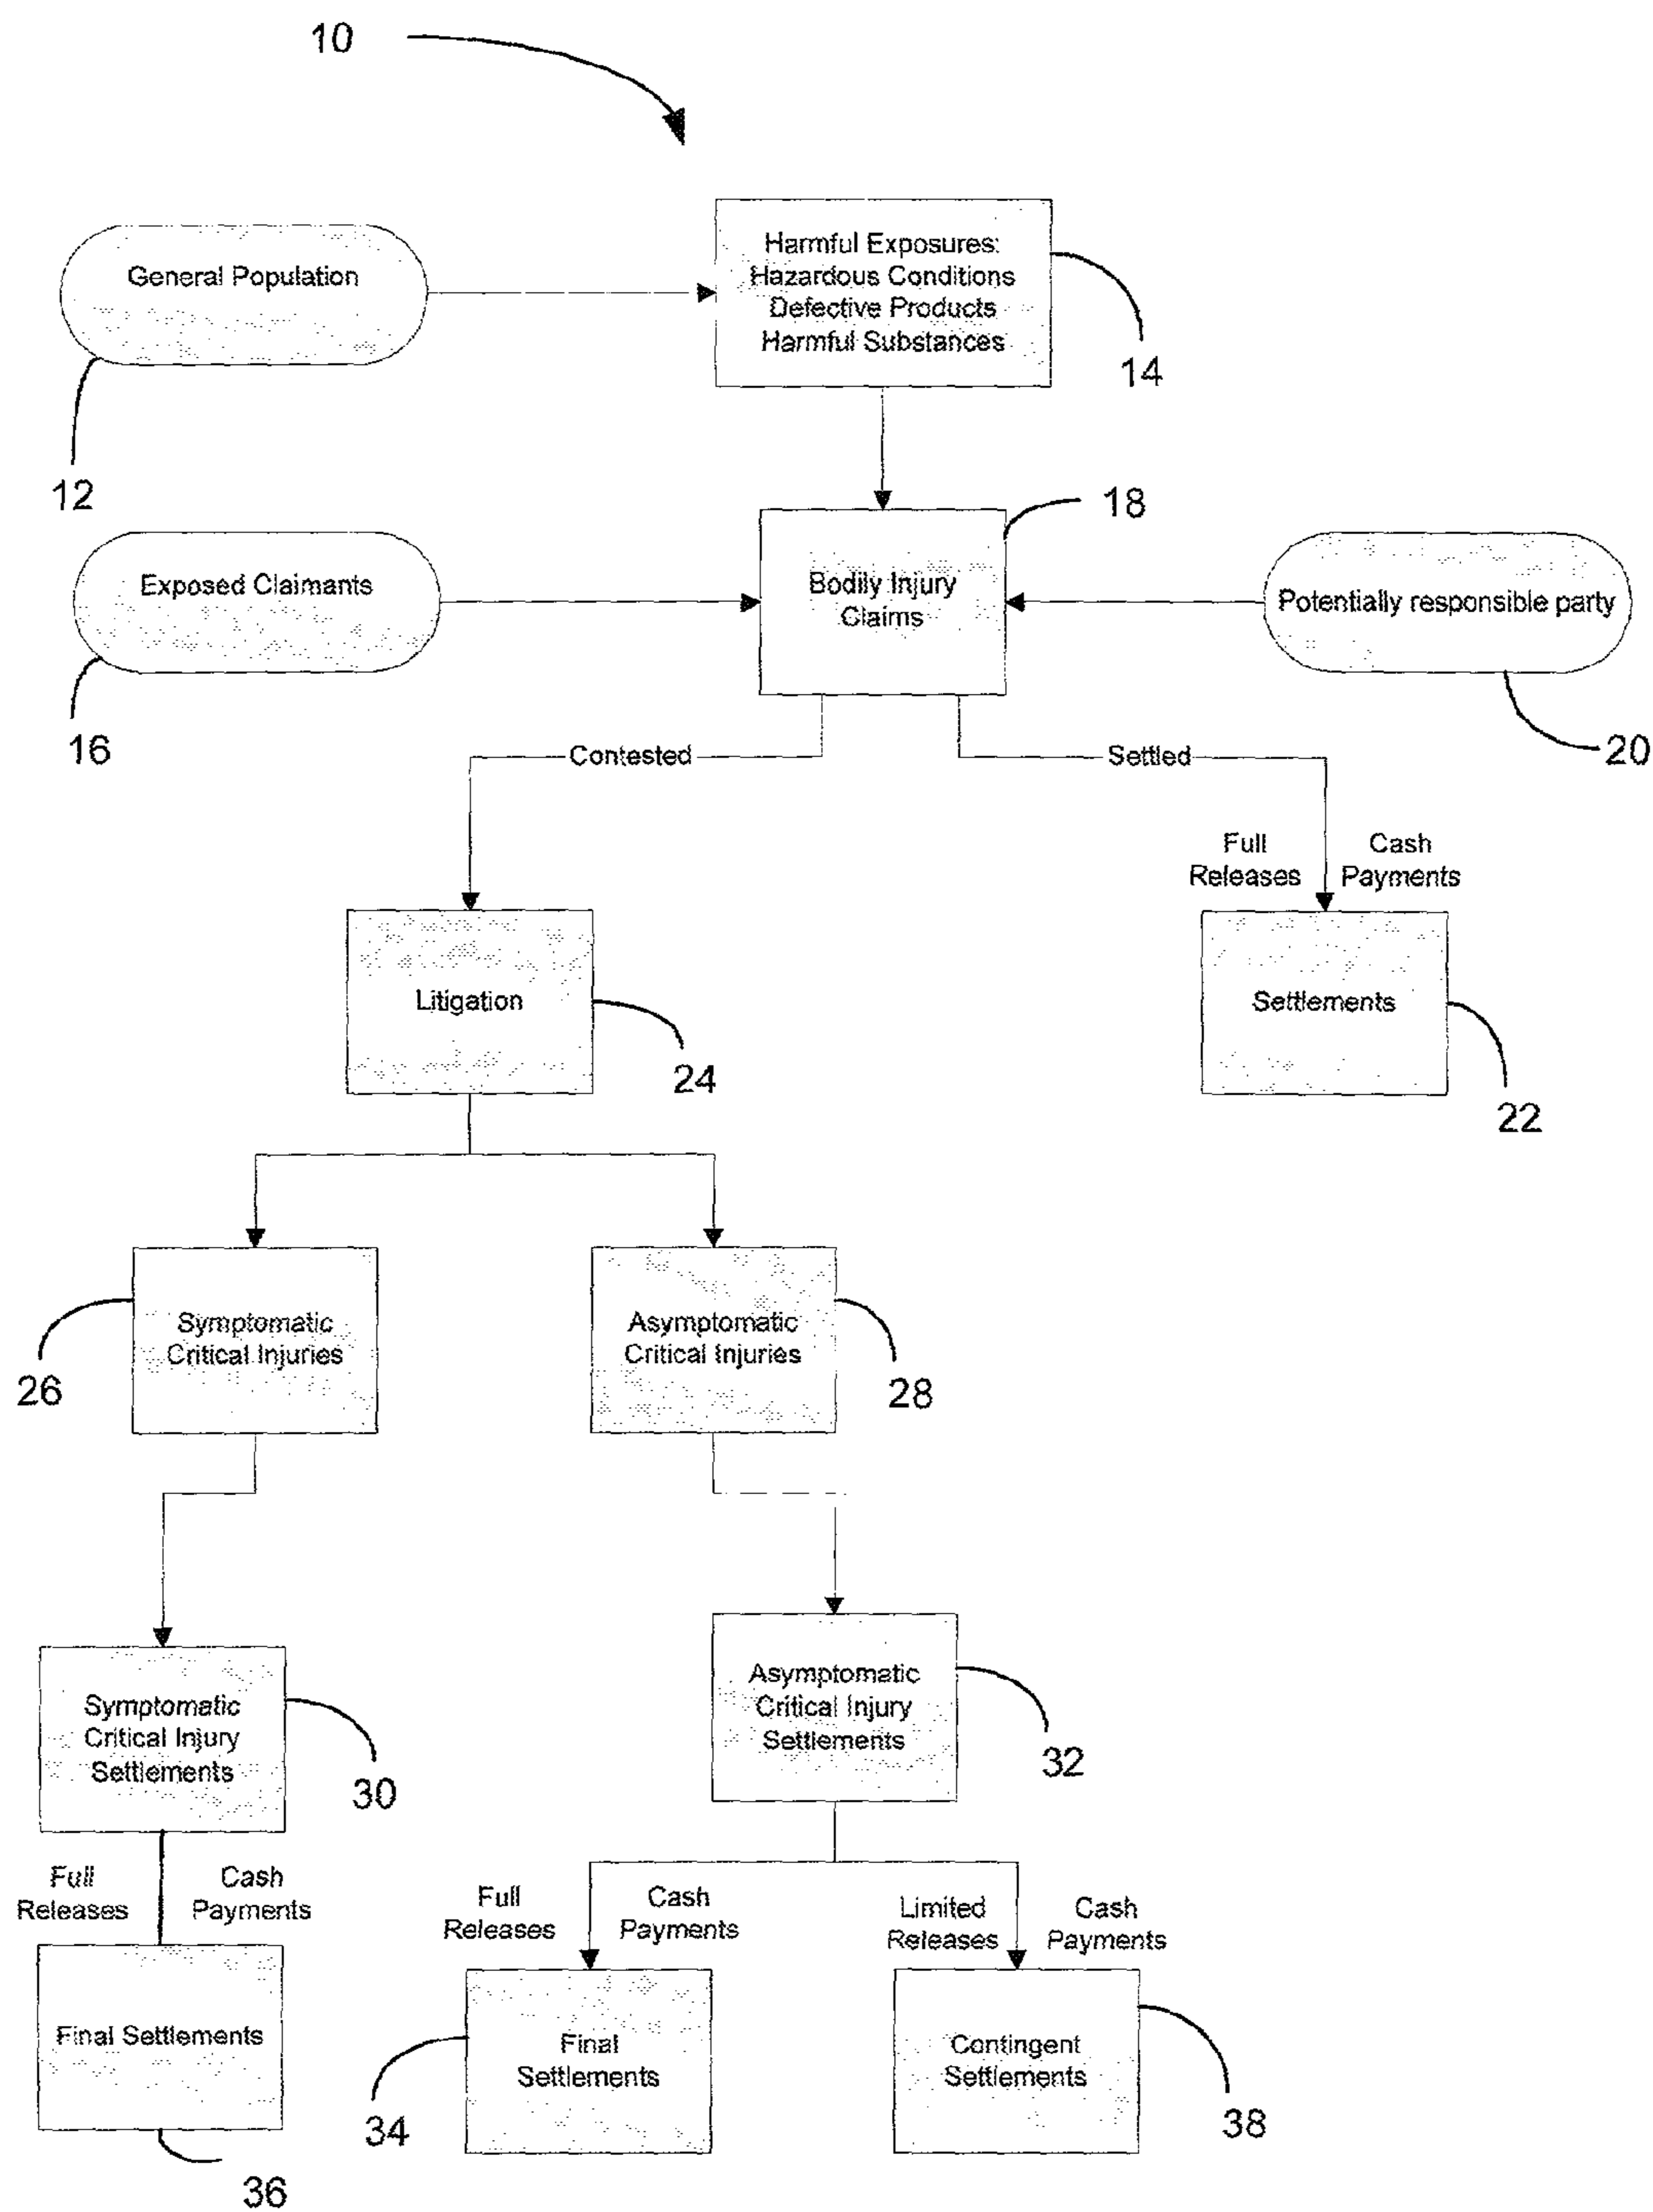 10
General Population
Harmful Exposures:
Hazardous Conditions
Defective Products
Harmful Substances
14
12
18
Exposed Claimants
Bodily Injury
Claims
Potentially responsible party
16
20
Contested
Settled
Full
Releases
Cash
Payments
Litigation
24
Settlements
22
Symptomatic
Critical Injuries
26
Asymptomatic
Critical Injuries
28
Symptomatic
Critical Injury
Settlements
30
Asymptomatic
Critical Injury
Settlements
32
Full
Releases
Cash
Payments
Full
Releases
Cash
Payments
Limited
Releases
Cash
Payments
Final Settlements
36
Final
Settlements
34
Contingent
Settlements
38